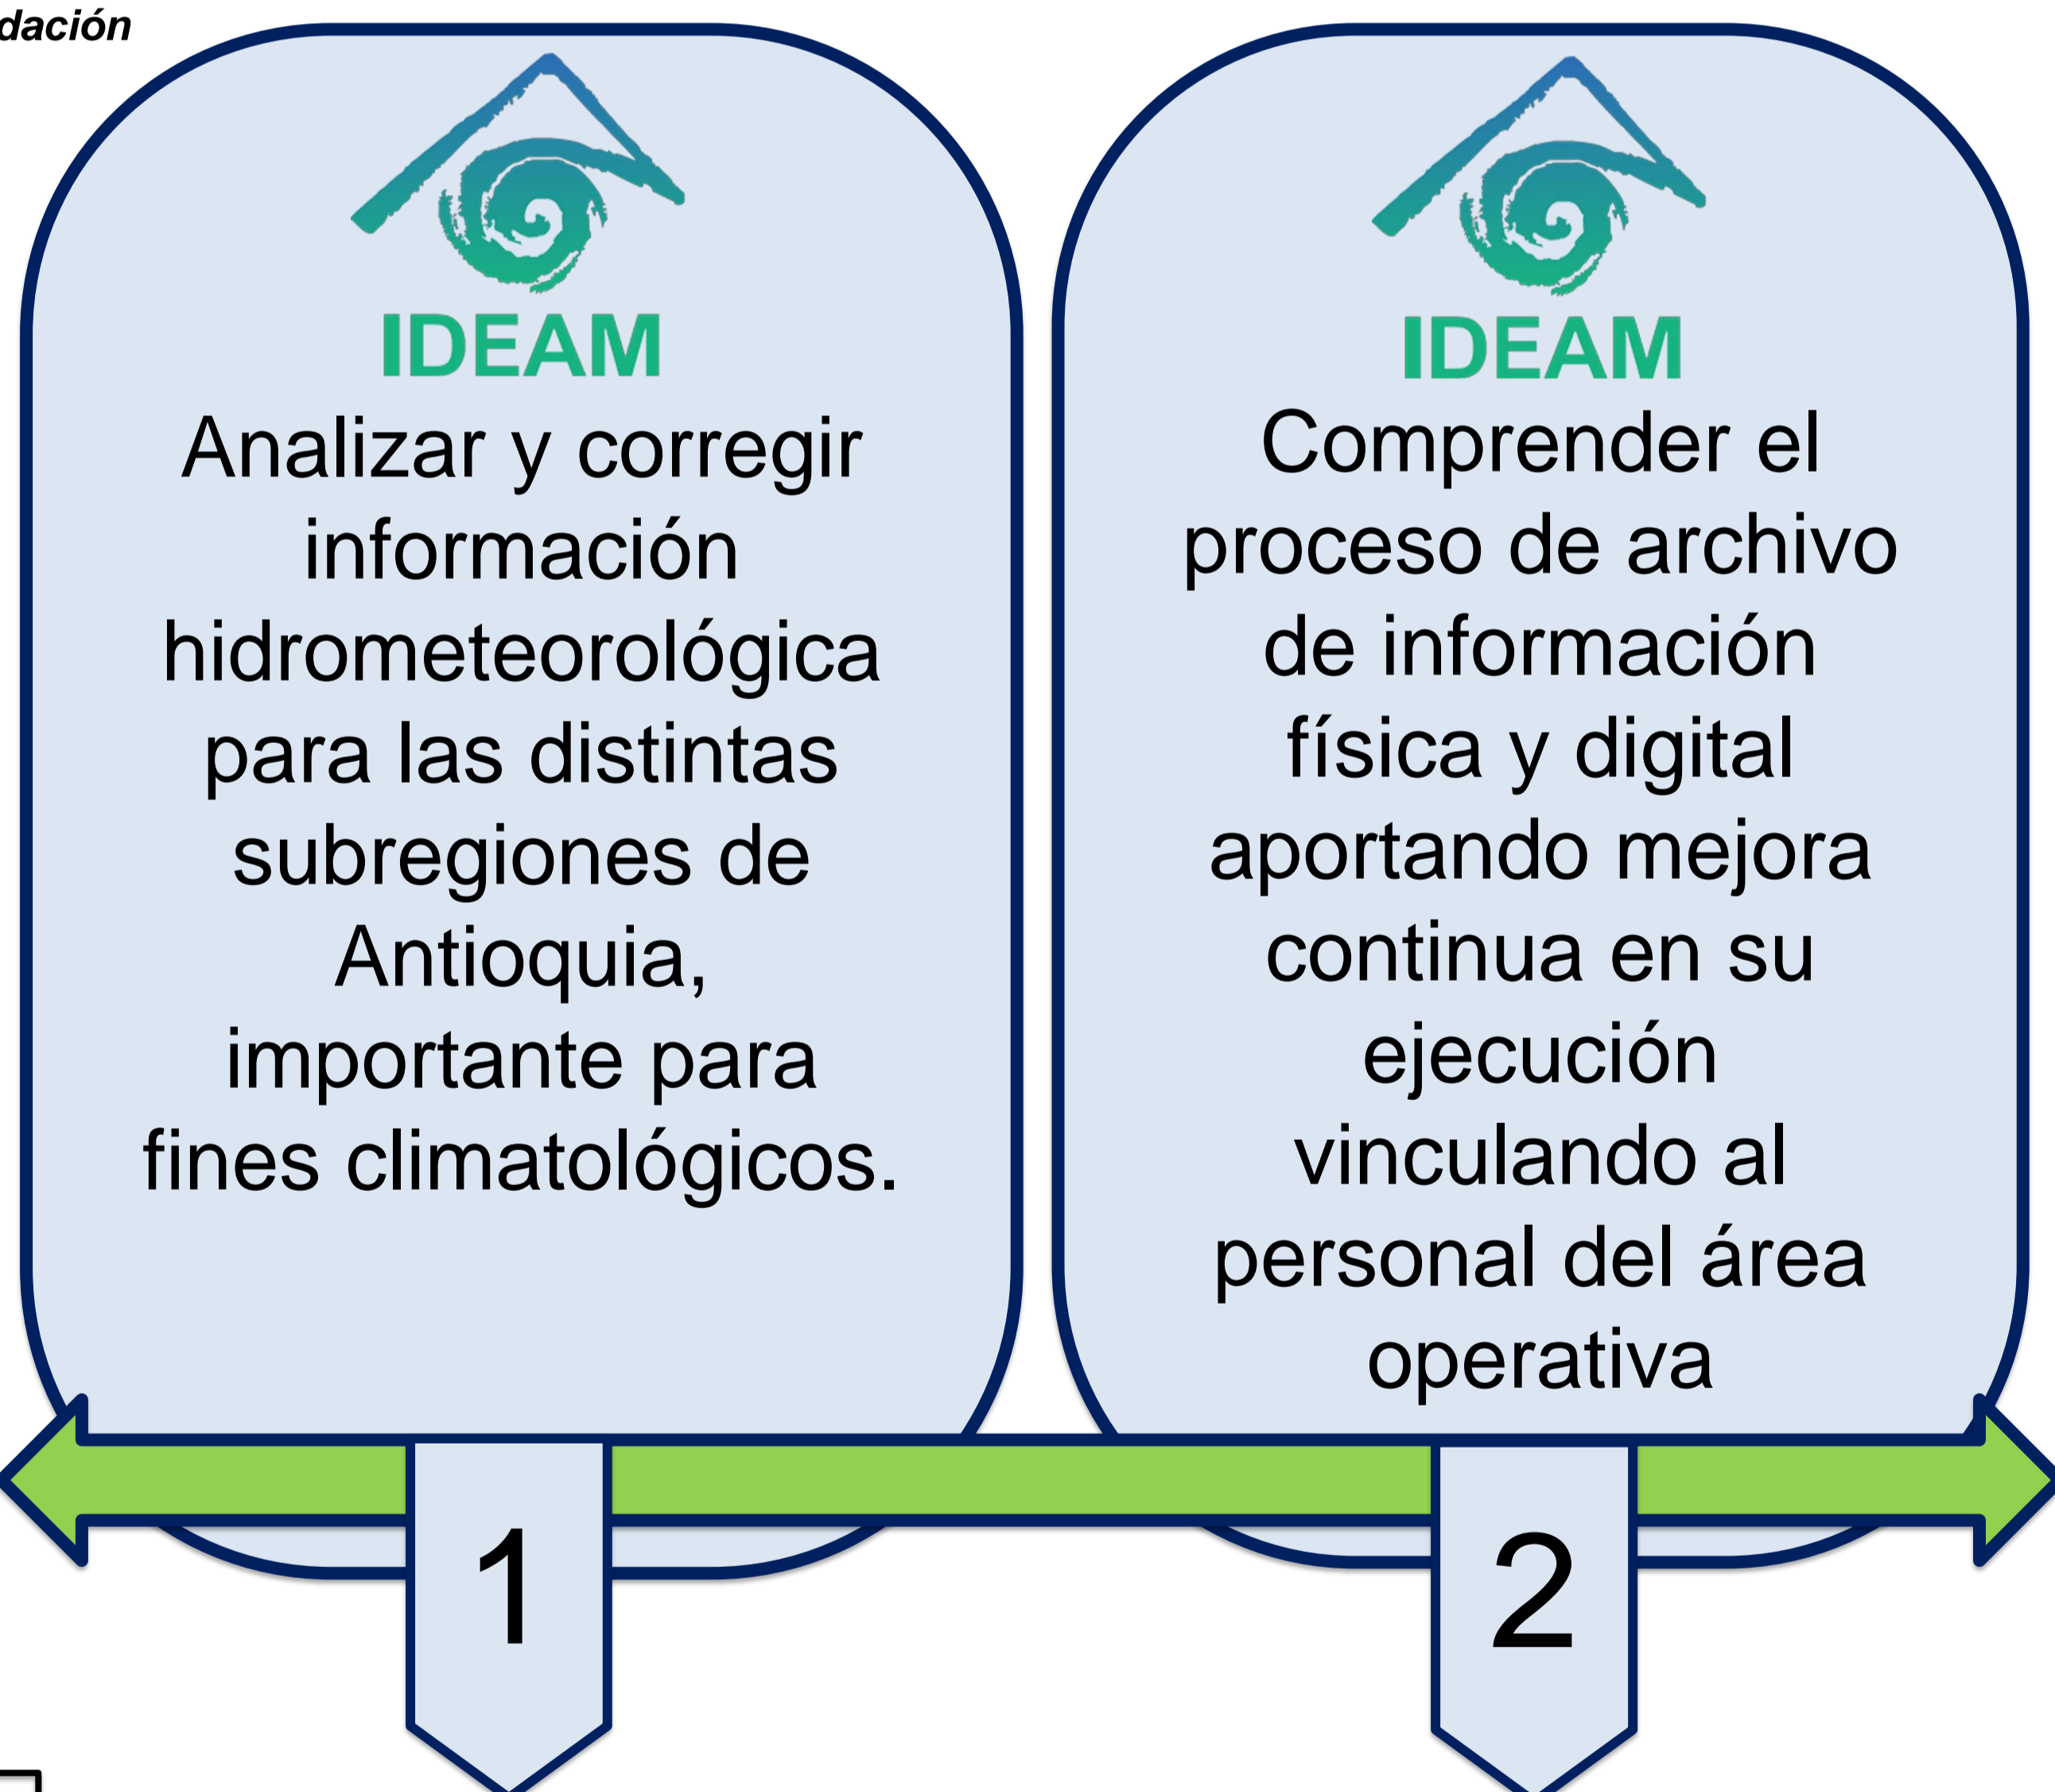 IDEAM
Analizar y corregir
información
hidrometeorológica
para las distintas
subregiones de
Antioquia,
importante para
fines climatológicos.
1
IDEAM
Comprender el
proceso de archivo
de información
física y digital
aportando mejora
continua en su
ejecución
vinculando al
personal del área
operativa
2